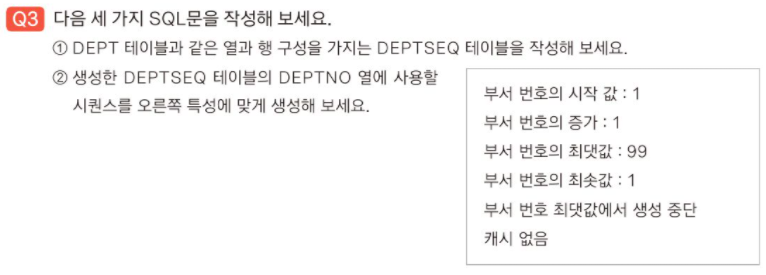 Q3 다음 세 가지 SQL문을 작성해 보세요.
① DEPT 테이블과 같은 열과 행 구성을 가지는 DEPTSEQ 테이블을 작성해 보세요.
② 생성한 DEPTSEQ 테이블의 DEPTNO 열에 사용할
시퀀스를 오른쪽 특성에 맞게 생성해 보세요.
부서 번호의 시작 값 : 1
부서 번호의 증가 : 1
부서 번호의 최댓값 : 99
부서 번호의 최솟값 : 1
부서 번호 최댓값에서 생성 중단
캐시 없음